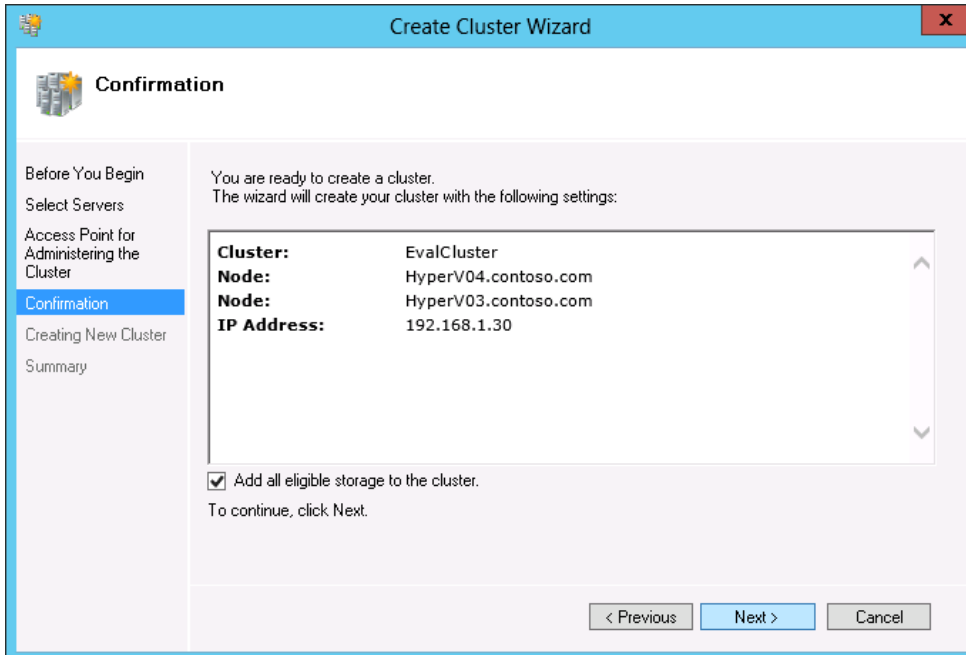 Create Cluster Wizard
x
Confirmation
Before You Begin
Select Servers
Access Point for
Administering the
Cluster
Confirmation
Creating New Cluster
Summary
You are ready to create a cluster.
The wizard will create your cluster with the following settings:
Cluster: EvalCluster
Node: HyperV04.contoso.com
Node: HyperV03.contoso.com
IP Address: 192.168.1.30
Add all eligible storage to the cluster.
To continue, click Next.
< Previous
Next >
Cancel